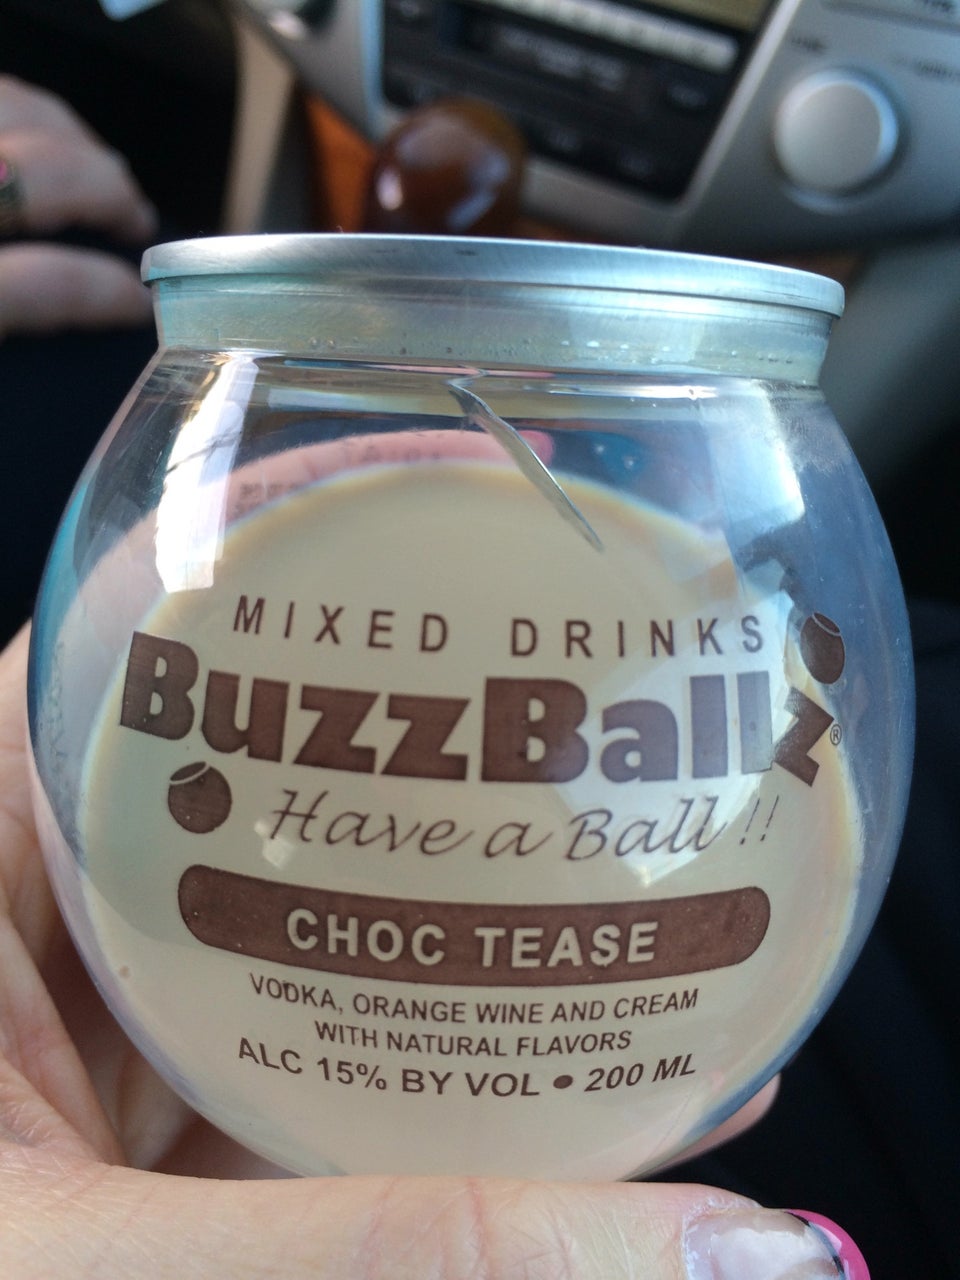 MIXED DRINKS
BuzzBallz®
Have a Ball !!
CHOC TEASE
VODKA, ORANGE WINE AND CREAM
WITH NATURAL FLAVORS
ALC 15% BY VOL • 200 ML